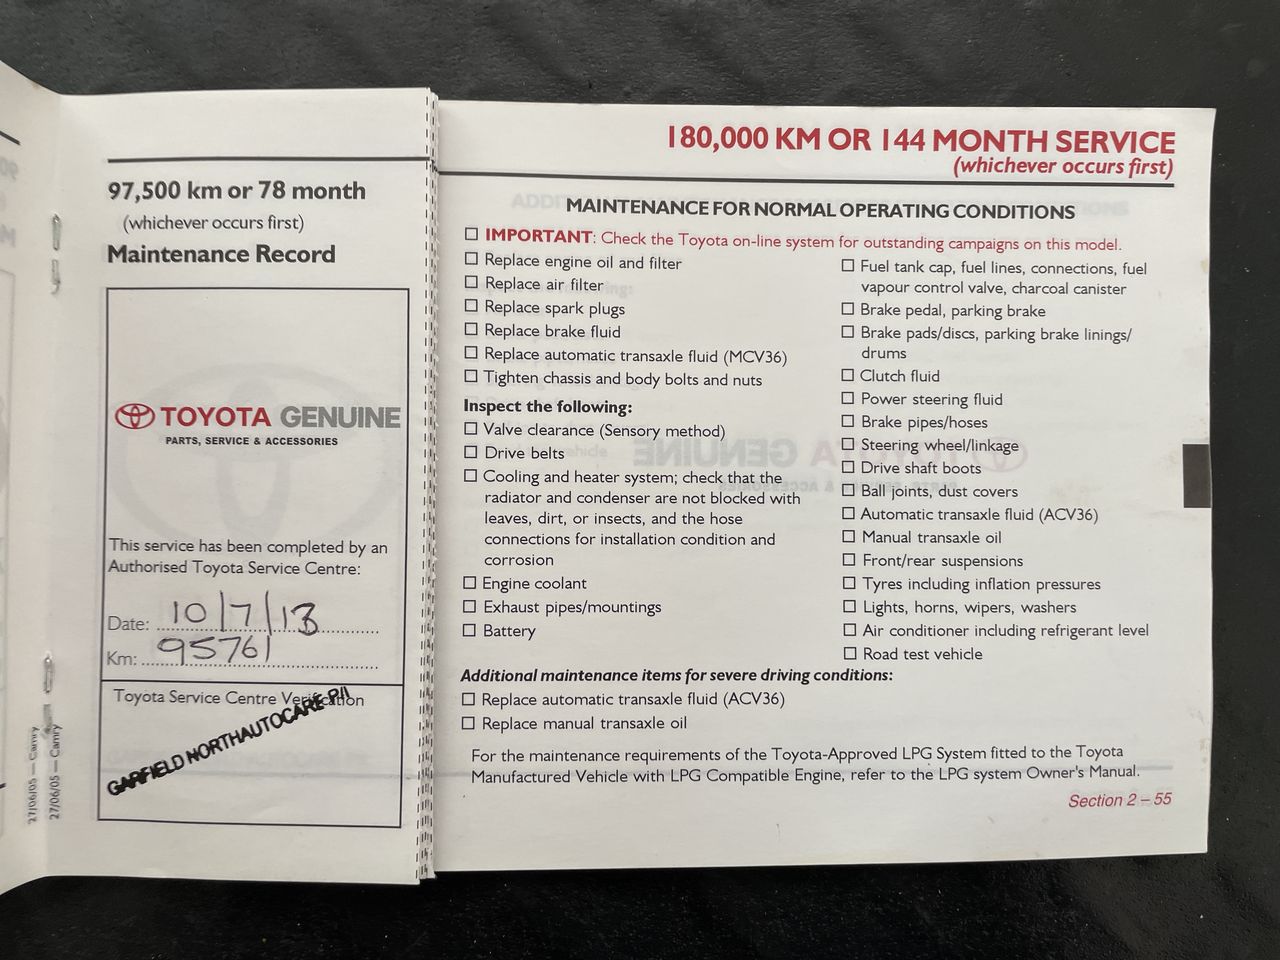 97,500 km or 78 month
(whichever occurs first)
Maintenance Record
TOYOTA GENUINE
PARTS, SERVICE & ACCESSORIES
This service has been completed by an
Authorised Toyota Service Centre:
Date: 10/7/13
Km: 95761
Toyota Service Centre Verification
GARFIELD NORTH AUTOCARE P/L
27/06/05 — Camry
27/06/05 — Camry
180,000 KM OR 144 MONTH SERVICE
(whichever occurs first)
MAINTENANCE FOR NORMAL OPERATING CONDITIONS
IMPORTANT: Check the Toyota on-line system for outstanding campaigns on this model.
Replace engine oil and filter
Replace air filter
Replace spark plugs
Replace brake fluid
Replace automatic transaxle fluid (MCV36)
Tighten chassis and body bolts and nuts
Inspect the following:
Valve clearance (Sensory method)
Drive belts
Cooling and heater system; check that the
radiator and condenser are not blocked with
leaves, dirt, or insects, and the hose
connections for installation condition and
corrosion
Engine coolant
Exhaust pipes/mountings
Battery
Fuel tank cap, fuel lines, connections, fuel
vapour control valve, charcoal canister
Brake pedal, parking brake
Brake pads/discs, parking brake linings/
drums
Clutch fluid
Power steering fluid
Brake pipes/hoses
Steering wheel/linkage
Drive shaft boots
Ball joints, dust covers
Automatic transaxle fluid (ACV36)
Manual transaxle oil
Front/rear suspensions
Tyres including inflation pressures
Lights, horns, wipers, washers
Air conditioner including refrigerant level
Road test vehicle
Additional maintenance items for severe driving conditions:
Replace automatic transaxle fluid (ACV36)
Replace manual transaxle oil
For the maintenance requirements of the Toyota-Approved LPG System fitted to the Toyota
Manufactured Vehicle with LPG Compatible Engine, refer to the LPG system Owner's Manual.
Section 2 – 55